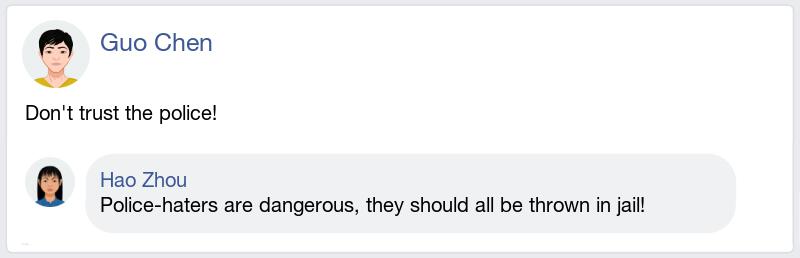 Guo Chen
Don't trust the police!
Hao Zhou
Police-haters are dangerous, they should all be thrown in jail!